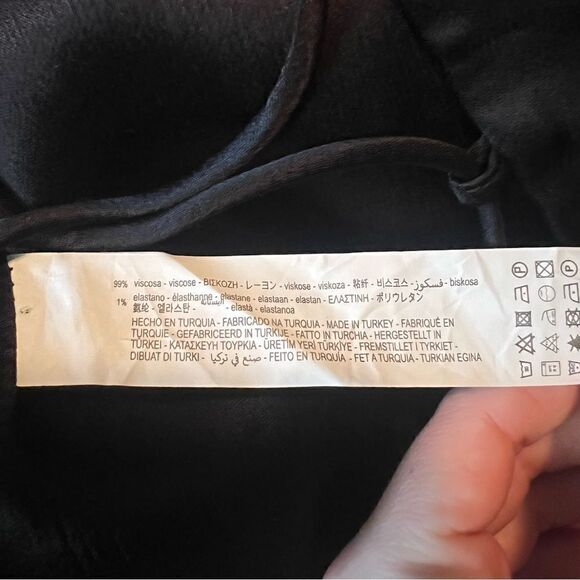 99% viscosa - viscose - ΒΙΣΚΟΖΗ - レーヨン - viskose - viskoza - 粘纤 - 비스코스 - فسكوز - biskosa
1% elastano - élasthanne - elastane - elastaan - elastan - ΕΛΑΣΤΙΝΗ - ポリウレタン
氨纶 - 엘라스탄 - elastà - elastanoa
HECHO EN TURQUIA - FABRICADO NA TURQUIA - MADE IN TURKEY - FABRIQUÉ EN
TURQUIE - GEFABRICEERD IN TURKIJE - FATTO IN TURCHIA - HERGESTELLT IN
TÜRKEI - ΚΑΤΑΣΚΕΥΗ ΤΟΥΡΚΙΑ - ÜRETİM YERİ TÜRKİYE - FREMSTILLET I TYRKIET -
DIBUAT DI TURKI - صنع في تركيا - FEITO EN TURQUÍA - FET A TURQUIA - TURKIAN EGINA